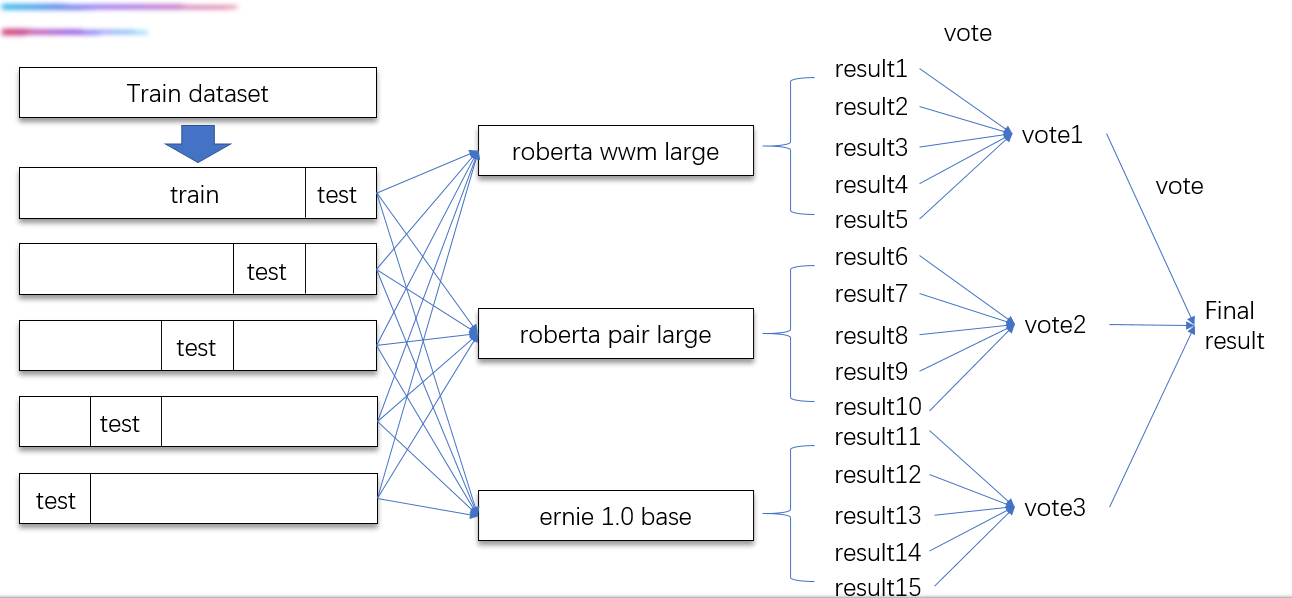 Train dataset
train test
test
test
test
test
roberta wwm large
roberta pair large
ernie 1.0 base
vote
result1
result2
result3
result4
result5
result6
result7
result8
result9
result10
result11
result12
result13
result14
result15
vote1
vote2
vote3
vote
Final
result